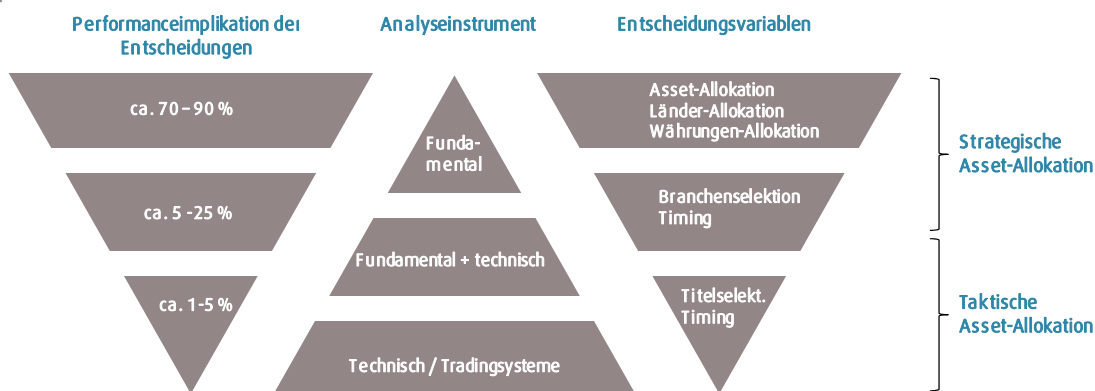 Performanceimplikation der
Entscheidungen
Analyseinstrument
Entscheidungsvariablen
ca. 70 – 90 %
ca. 5 -25 %
ca. 1-5 %
Funda-
mental
Fundamental + technisch
Technisch / Tradingsysteme
Asset-Allokation
Länder-Allokation
Währungen-Allokation
Branchenselektion
Timing
Titelselekt.
Timing
Strategische
Asset-Allokation
Taktische
Asset-Allokation